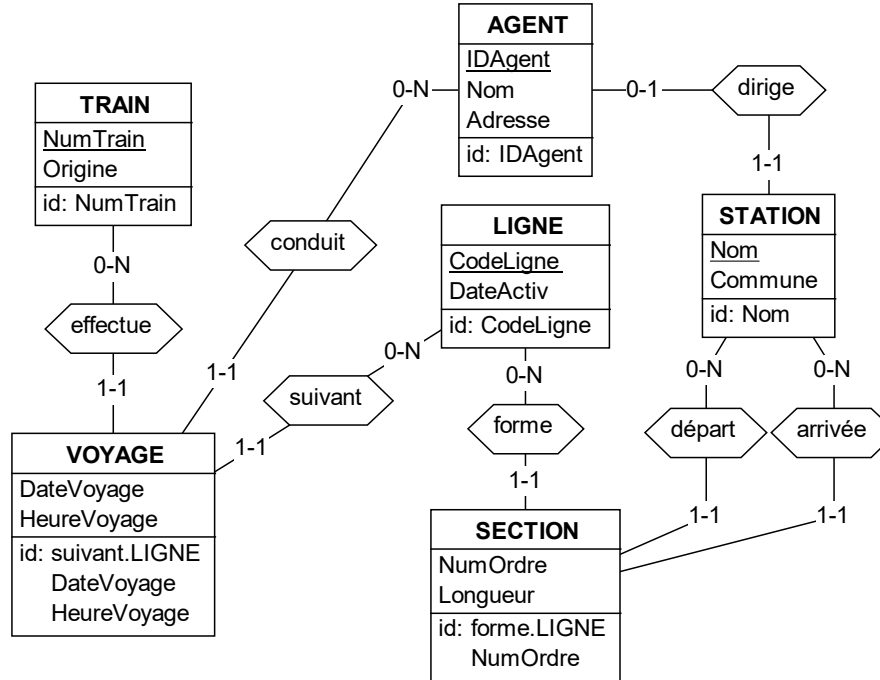 AGENT
IDAgent
Nom
Adresse
id: IDAgent
0-N
0-1
dirige
1-1
TRAIN
NumTrain
Origine
id: NumTrain
0-N
effectue
1-1
conduit
1-1
LIGNE
CodeLigne
DateActiv
id: CodeLigne
0-N
suivant
1-1
0-N
forme
1-1
STATION
Nom
Commune
id: Nom
0-N
0-N
départ
arrivée
1-1
1-1
VOYAGE
DateVoyage
HeureVoyage
id: suivant.LIGNE
DateVoyage
HeureVoyage
SECTION
NumOrdre
Longueur
id: forme.LIGNE
NumOrdre